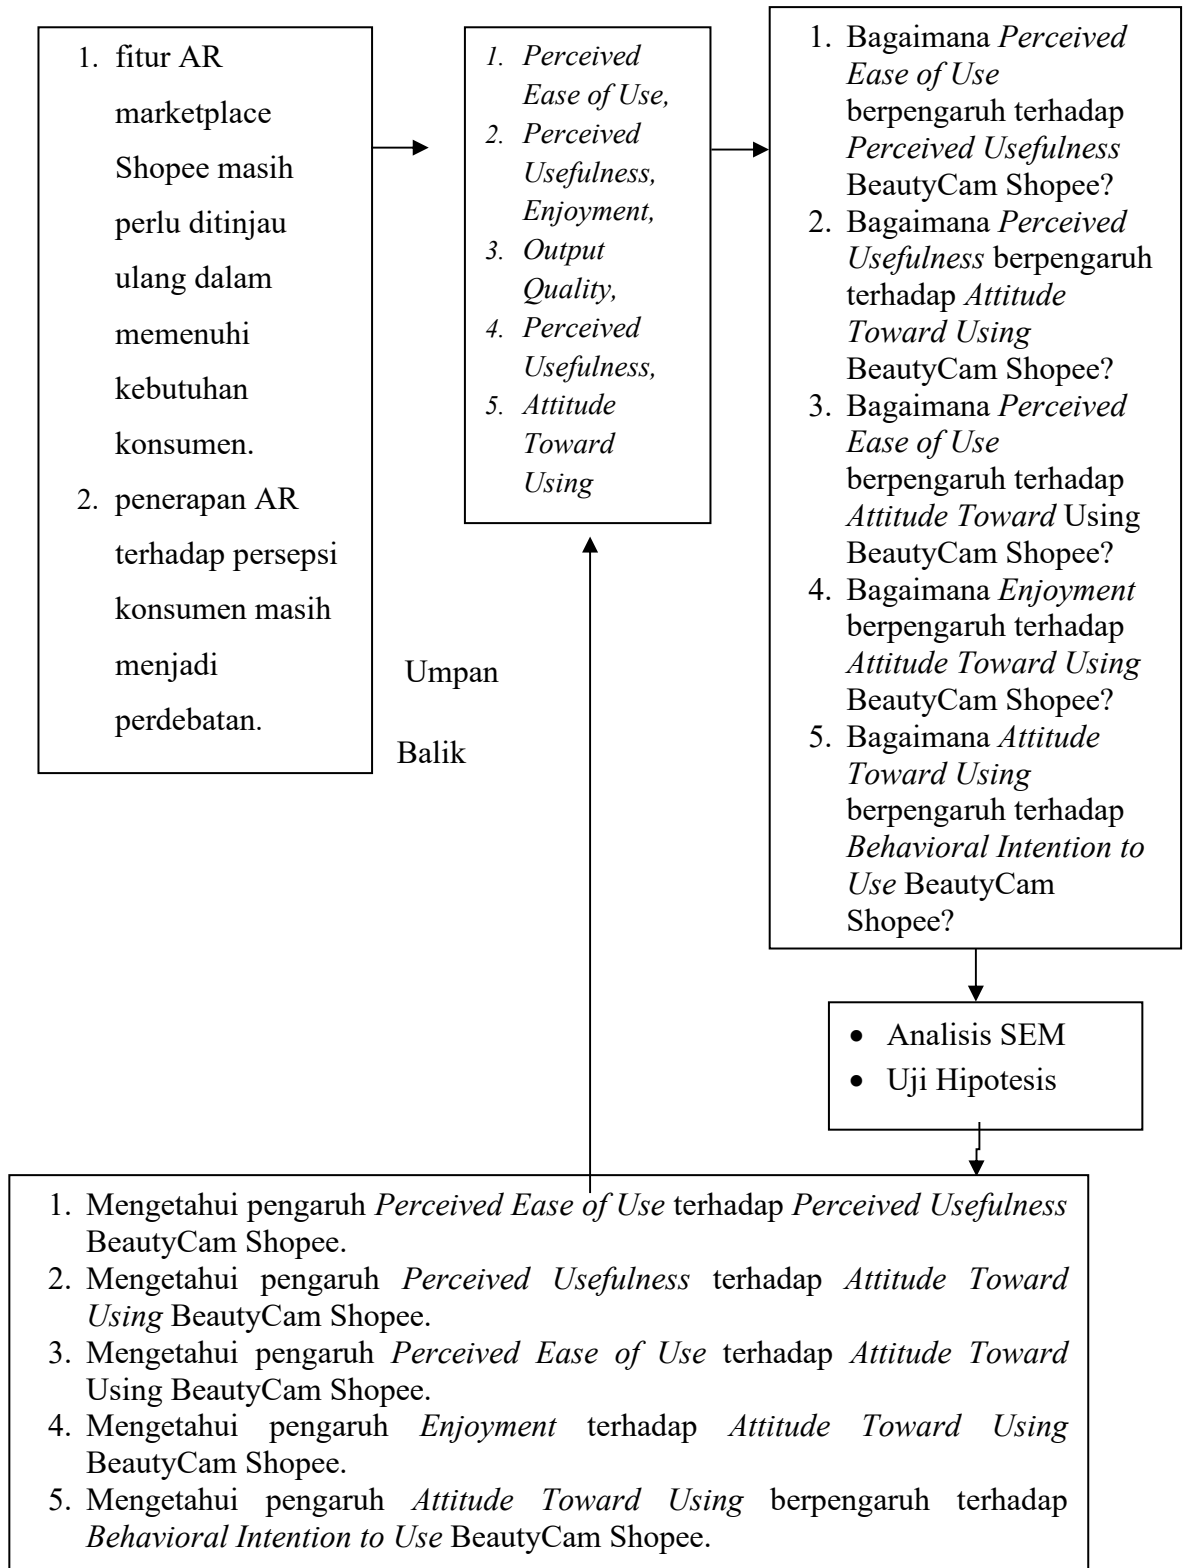 1. fitur AR
marketplace
Shopee masih
perlu ditinjau
ulang dalam
memenuhi
kebutuhan
konsumen.
2. penerapan AR
terhadap persepsi
konsumen masih
menjadi
perdebatan.
Umpan
Balik
1. Perceived
Ease of Use,
2. Perceived
Usefulness,
Enjoyment,
3. Output
Quality,
4. Perceived
Usefulness,
5. Attitude
Toward
Using
1. Bagaimana Perceived
Ease of Use
berpengaruh terhadap
Perceived Usefulness
BeautyCam Shopee?
2. Bagaimana Perceived
Usefulness berpengaruh
terhadap Attitude
Toward Using
BeautyCam Shopee?
3. Bagaimana Perceived
Ease of Use
berpengaruh terhadap
Attitude Toward Using
BeautyCam Shopee?
4. Bagaimana Enjoyment
berpengaruh terhadap
Attitude Toward Using
BeautyCam Shopee?
5. Bagaimana Attitude
Toward Using
berpengaruh terhadap
Behavioral Intention to
Use BeautyCam
Shopee?
• Analisis SEM
• Uji Hipotesis
1. Mengetahui pengaruh Perceived Ease of Use terhadap Perceived Usefulness
BeautyCam Shopee.
2. Mengetahui pengaruh Perceived Usefulness terhadap Attitude Toward
Using BeautyCam Shopee.
3. Mengetahui pengaruh Perceived Ease of Use terhadap Attitude Toward
Using BeautyCam Shopee.
4. Mengetahui pengaruh Enjoyment terhadap Attitude Toward Using
BeautyCam Shopee.
5. Mengetahui pengaruh Attitude Toward Using berpengaruh terhadap
Behavioral Intention to Use BeautyCam Shopee.